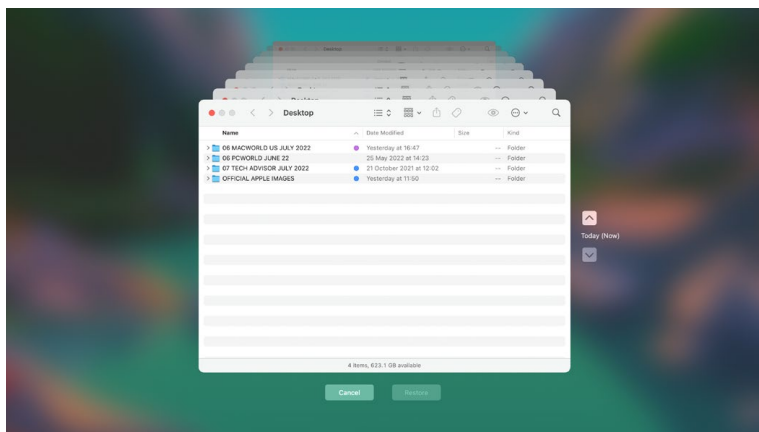 Desktop
Desktop
Desktop
Name Date Modified Size Kind
06 MACWORLD US JULY 2022 Yesterday at 16:47 -- Folder
06 PCWORLD JUNE 22 25 May 2022 at 14:23 -- Folder
07 TECH ADVISOR JULY 2022 21 October 2021 at 12:02 -- Folder
OFFICIAL APPLE IMAGES Yesterday at 11:50 -- Folder
Today (Now)
4 items, 623.1 GB available
Cancel Restore